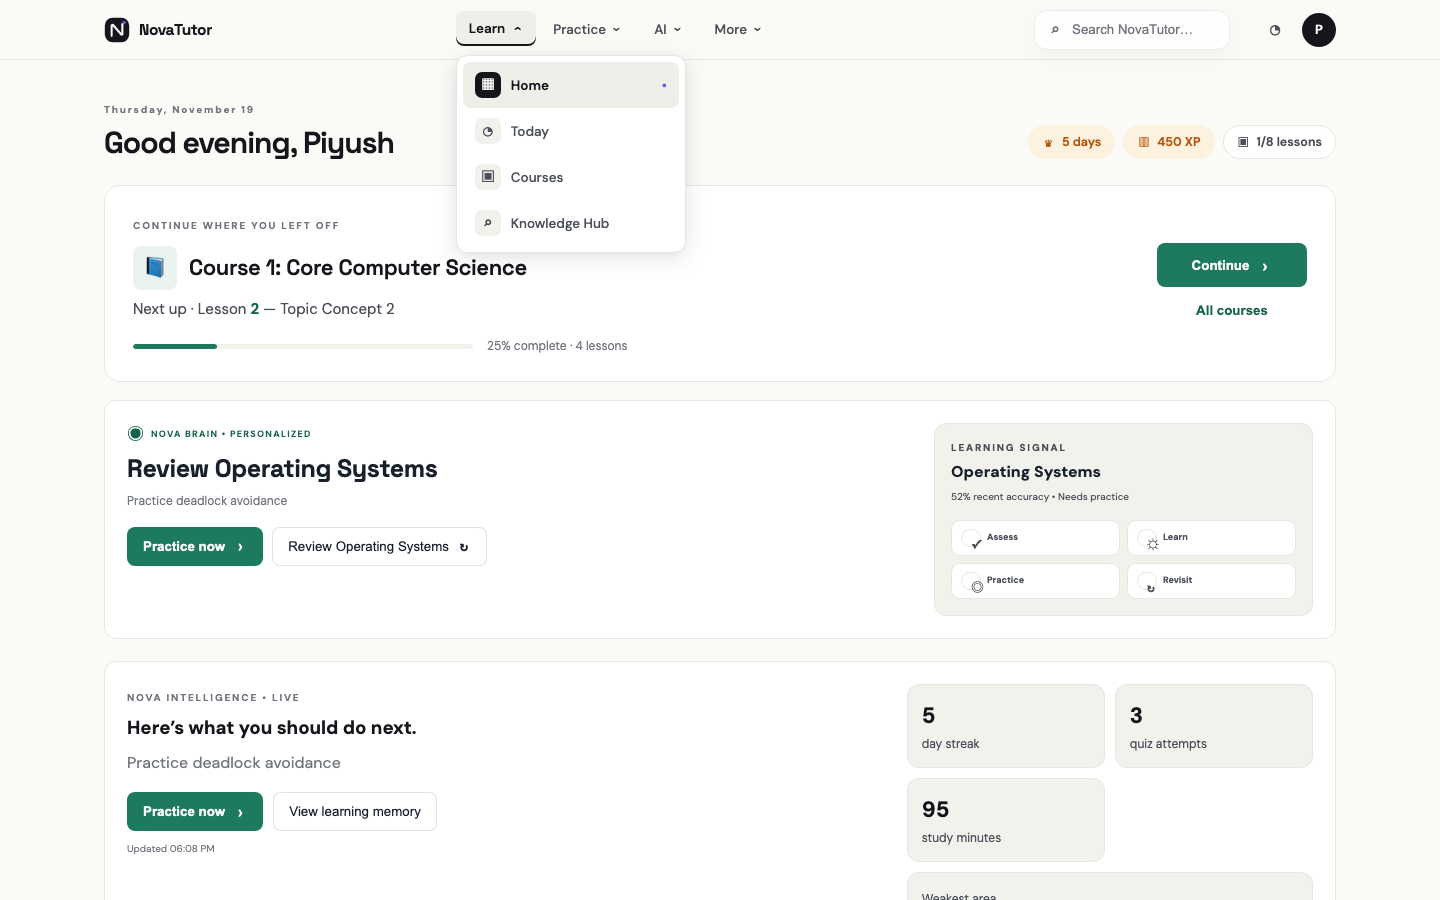 NovaTutor
Learn
Practice
AI
More
Search NovaTutor...
P
Home
Today
Courses
Knowledge Hub
Thursday, November 19
Good evening, Piyush
5 days
450 XP
1/8 lessons
CONTINUE WHERE YOU LEFT OFF
Course 1: Core Computer Science
Next up · Lesson 2 — Topic Concept 2
25% complete · 4 lessons
Continue ›
All courses
NOVA BRAIN • PERSONALIZED
Review Operating Systems
Practice deadlock avoidance
Practice now ›
Review Operating Systems ↻
LEARNING SIGNAL
Operating Systems
52% recent accuracy • Needs practice
Assess
Learn
Practice
Revisit
NOVA INTELLIGENCE • LIVE
Here’s what you should do next.
Practice deadlock avoidance
Practice now ›
View learning memory
Updated 06:08 PM
5
day streak
3
quiz attempts
95
study minutes
Weakest area